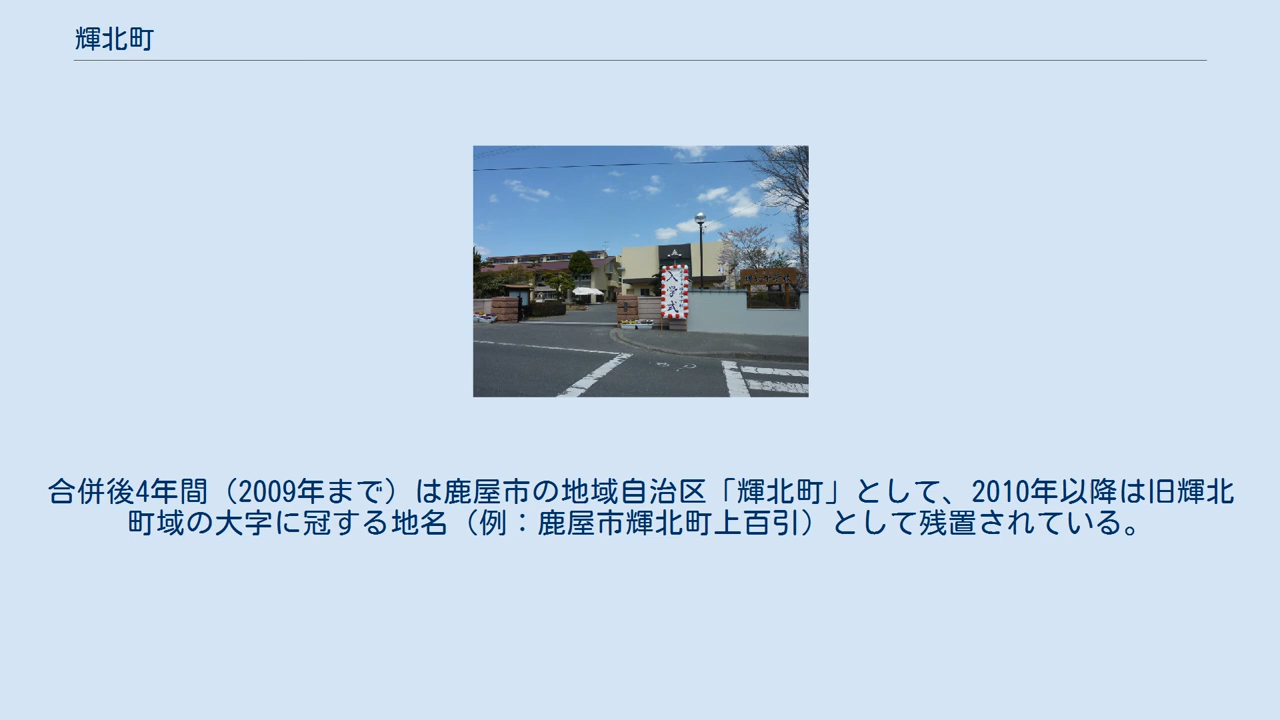 輝北町
入学式
合併後4年間（2009年まで）は鹿屋市の地域自治区「輝北町」として、2010年以降は旧輝北
町域の大字に冠する地名（例：鹿屋市輝北町上百引）として残置されている。